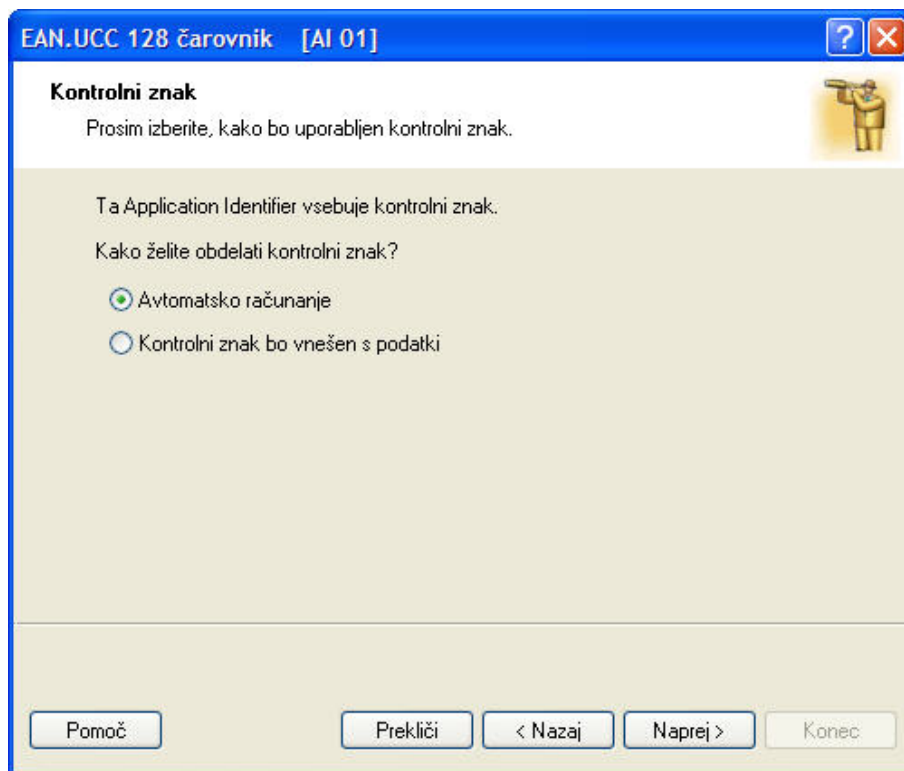 EAN.UCC 128 čarovnik [AI 01]
?
Kontrolni znak
Prosim izberite, kako bo uporabljen kontrolni znak.
Ta Application Identifier vsebuje kontrolni znak.
Kako želite obdelati kontrolni znak?
Avtomatsko računanje
Kontrolni znak bo vnešen s podatki
Pomoč Prekliči < Nazaj Naprej > Konec